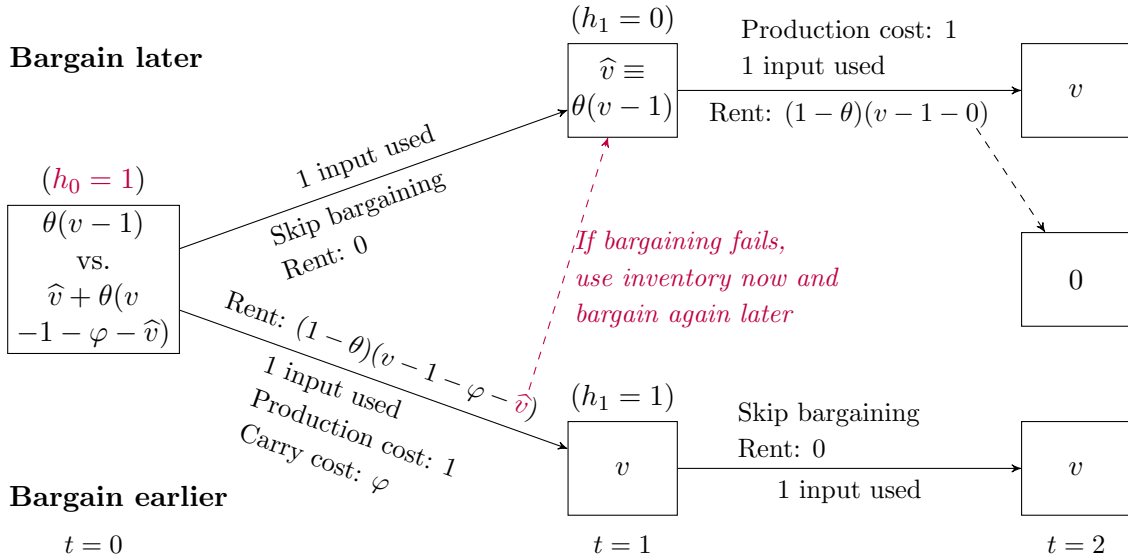 Bargain later
(h₁ = 0)
v̂ ≡
θ(v − 1)
Production cost: 1
1 input used
Rent: (1 − θ)(v − 1 − 0)
v
1 input used
Skip bargaining
Rent: 0
(h₀ = 1)
θ(v − 1)
vs.
v̂ + θ(v
−1 − φ − v̂)
If bargaining fails,
use inventory now and
bargain again later
0
Rent: (1 − θ)(v − 1 − φ − v̂)
1 input used
Production cost: 1
Carry cost: φ
(h₁ = 1)
v
Skip bargaining
Rent: 0
1 input used
v
Bargain earlier
t = 0
t = 1
t = 2